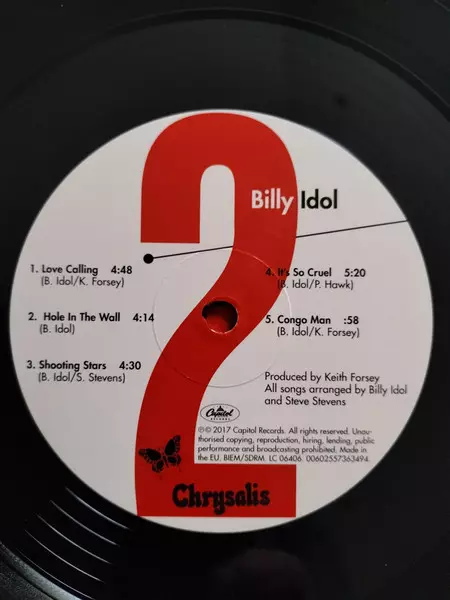 2
Billy Idol
1. Love Calling 4:48
(B. Idol/K. Forsey)
2. Hole In The Wall 4:14
(B. Idol)
3. Shooting Stars 4:30
(B. Idol/S. Stevens)
4. It's So Cruel 5:20
(B. Idol/P. Hawk)
5. Congo Man :58
(B. Idol/K. Forsey)
Produced by Keith Forsey
All songs arranged by Billy Idol
and Steve Stevens
Capitol
RECORDS
℗© 2017 Capitol Records. All rights reserved. Unau-
thorised copying, reproduction, hiring, lending, public
performance and broadcasting prohibited. Made in
the EU. BIEM/SDRM. LC 06406. 00602557363494.
Chrysalis